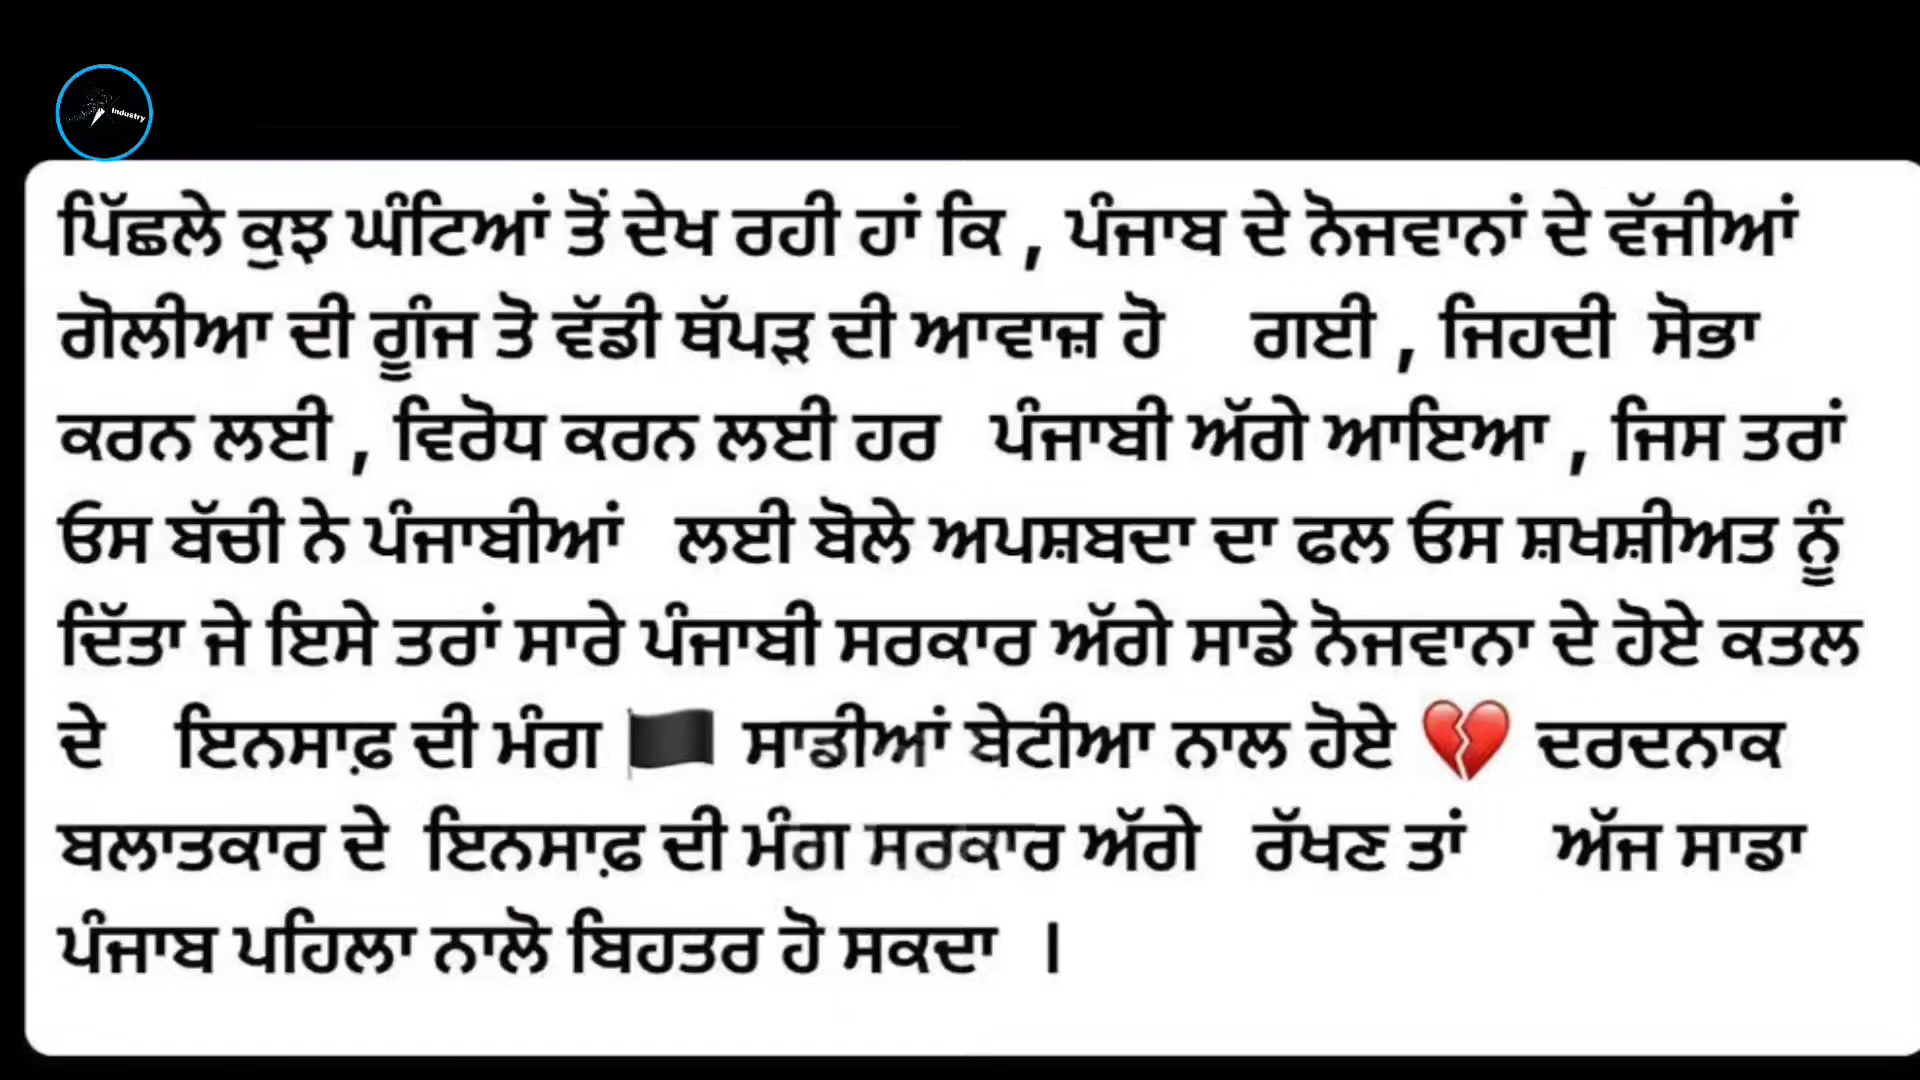 Industry
ਪਿੱਛਲੇ ਕੁਝ ਘੰਟਿਆਂ ਤੋਂ ਦੇਖ ਰਹੀ ਹਾਂ ਕਿ , ਪੰਜਾਬ ਦੇ ਨੋਜਵਾਨਾਂ ਦੇ ਵੱਜੀਆਂ
ਗੋਲੀਆ ਦੀ ਗੂੰਜ ਤੋ ਵੱਡੀ ਥੱਪੜ ਦੀ ਆਵਾਜ਼ ਹੋ ਗਈ , ਜਿਹਦੀ ਸੋਭਾ
ਕਰਨ ਲਈ , ਵਿਰੋਧ ਕਰਨ ਲਈ ਹਰ ਪੰਜਾਬੀ ਅੱਗੇ ਆਇਆ , ਜਿਸ ਤਰਾਂ
ਓਸ ਬੱਚੀ ਨੇ ਪੰਜਾਬੀਆਂ ਲਈ ਬੋਲੇ ਅਪਸ਼ਬਦਾ ਦਾ ਫਲ ਓਸ ਸ਼ਖਸ਼ੀਅਤ ਨੂੰ
ਦਿੱਤਾ ਜੇ ਇਸੇ ਤਰਾਂ ਸਾਰੇ ਪੰਜਾਬੀ ਸਰਕਾਰ ਅੱਗੇ ਸਾਡੇ ਨੋਜਵਾਨਾ ਦੇ ਹੋਏ ਕਤਲ
ਦੇ ਇਨਸਾਫ਼ ਦੀ ਮੰਗ 🏴 ਸਾਡੀਆਂ ਬੇਟੀਆ ਨਾਲ ਹੋਏ 💔 ਦਰਦਨਾਕ
ਬਲਾਤਕਾਰ ਦੇ ਇਨਸਾਫ਼ ਦੀ ਮੰਗ ਸਰਕਾਰ ਅੱਗੇ ਰੱਖਣ ਤਾਂ ਅੱਜ ਸਾਡਾ
ਪੰਜਾਬ ਪਹਿਲਾ ਨਾਲੋ ਬਿਹਤਰ ਹੋ ਸਕਦਾ ।